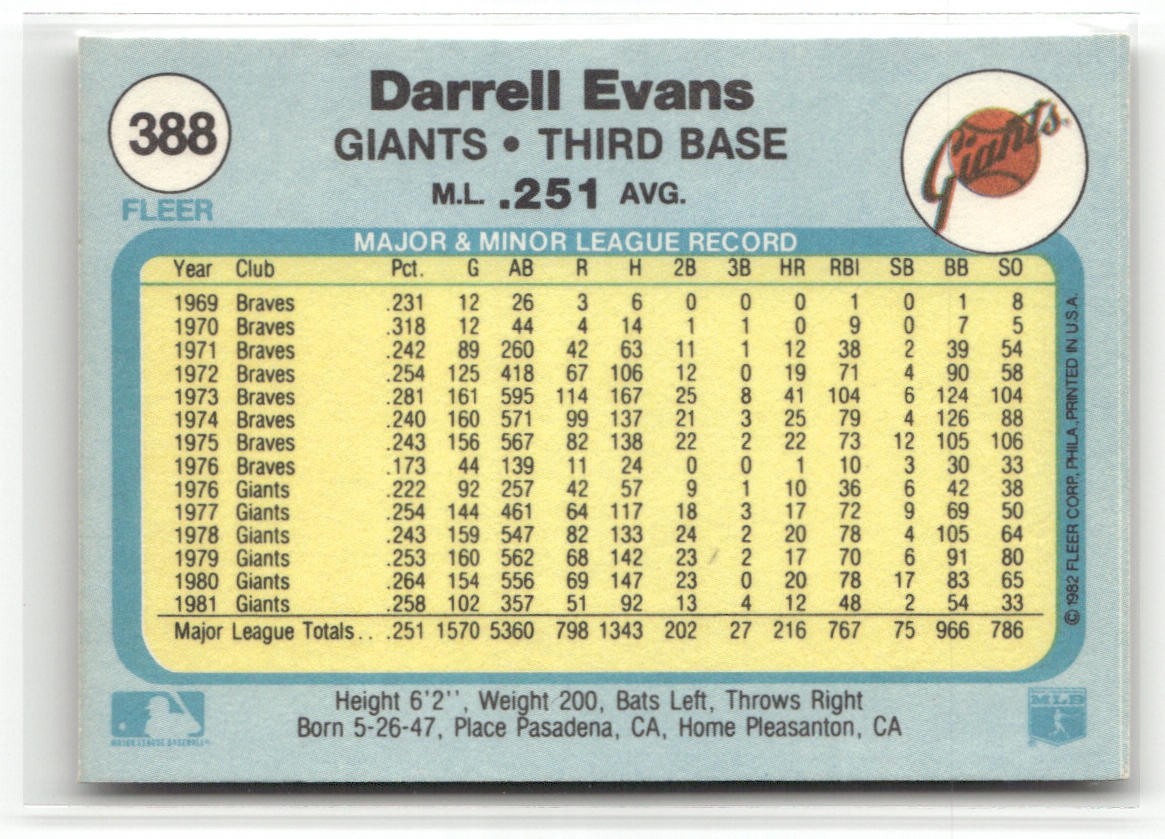 388
FLEER
Darrell Evans
GIANTS • THIRD BASE
M.L. .251 AVG.
Giants
MAJOR & MINOR LEAGUE RECORD
Year Club Pct. G AB R H 2B 3B HR RBI SB BB SO
1969 Braves .231 12 26 3 6 0 0 0 1 0 1 8
1970 Braves .318 12 44 4 14 1 1 0 9 0 7 5
1971 Braves .242 89 260 42 63 11 1 12 38 2 39 54
1972 Braves .254 125 418 67 106 12 0 19 71 4 90 58
1973 Braves .281 161 595 114 167 25 8 41 104 6 124 104
1974 Braves .240 160 571 99 137 21 3 25 79 4 126 88
1975 Braves .243 156 567 82 138 22 2 22 73 12 105 106
1976 Braves .173 44 139 11 24 0 0 1 10 3 30 33
1976 Giants .222 92 257 42 57 9 1 10 36 6 42 38
1977 Giants .254 144 461 64 117 18 3 17 72 9 69 50
1978 Giants .243 159 547 82 133 24 2 20 78 4 105 64
1979 Giants .253 160 562 68 142 23 2 17 70 6 91 80
1980 Giants .264 154 556 69 147 23 0 20 78 17 83 65
1981 Giants .258 102 357 51 92 13 4 12 48 2 54 33
Major League Totals . . .251 1570 5360 798 1343 202 27 216 767 75 966 786
© 1982 FLEER CORP., PHILA., PRINTED IN U.S.A.
Height 6'2'', Weight 200, Bats Left, Throws Right
Born 5-26-47, Place Pasadena, CA, Home Pleasanton, CA
MAJOR LEAGUE BASEBALL
MLB